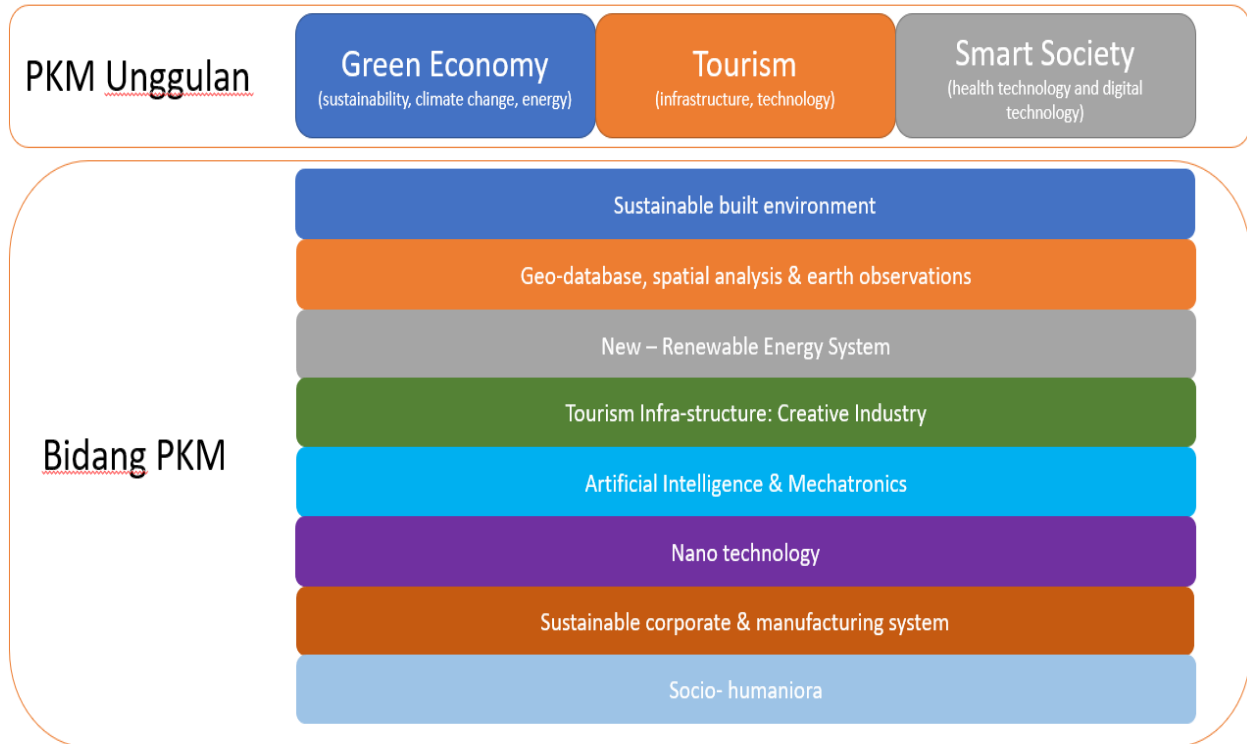 PKM Unggulan
Green Economy
(sustainability, climate change, energy)
Tourism
(infrastructure, technology)
Smart Society
(health technology and digital
technology)
Bidang PKM
Sustainable built environment
Geo-database, spatial analysis & earth observations
New – Renewable Energy System
Tourism Infra-structure: Creative Industry
Artificial Intelligence & Mechatronics
Nano technology
Sustainable corporate & manufacturing system
Socio- humaniora